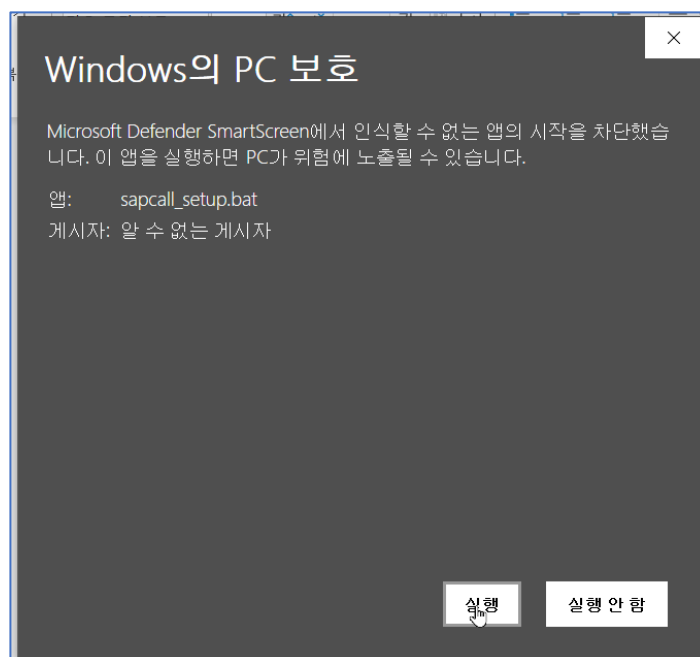 Windows의 PC 보호
Microsoft Defender SmartScreen에서 인식할 수 없는 앱의 시작을 차단했습
니다. 이 앱을 실행하면 PC가 위험에 노출될 수 있습니다.
앱: sapcall_setup.bat
게시자: 알 수 없는 게시자
실행 실행 안 함